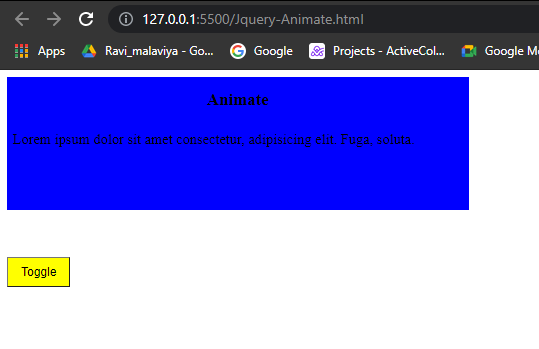 127.0.0.1:5500/Jquery-Animate.html
Apps Ravi_malaviya - Go... Google Projects - ActiveCol... Google Me
Animate
Lorem ipsum dolor sit amet consectetur, adipisicing elit. Fuga, soluta.
Toggle